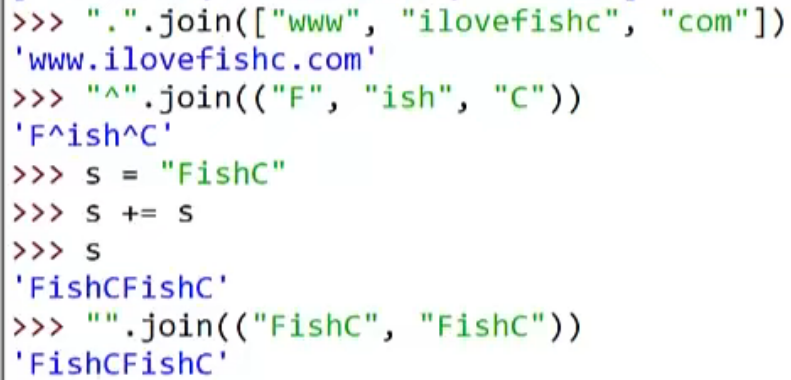 >>> ".".join(["www", "ilovefishc", "com"])
'www.ilovefishc.com'
>>> "^".join(("F", "ish", "C"))
'F^ish^C'
>>> s = "FishC"
>>> s += s
>>> s
'FishCFishC'
>>> "".join(("FishC", "FishC"))
'FishCFishC'